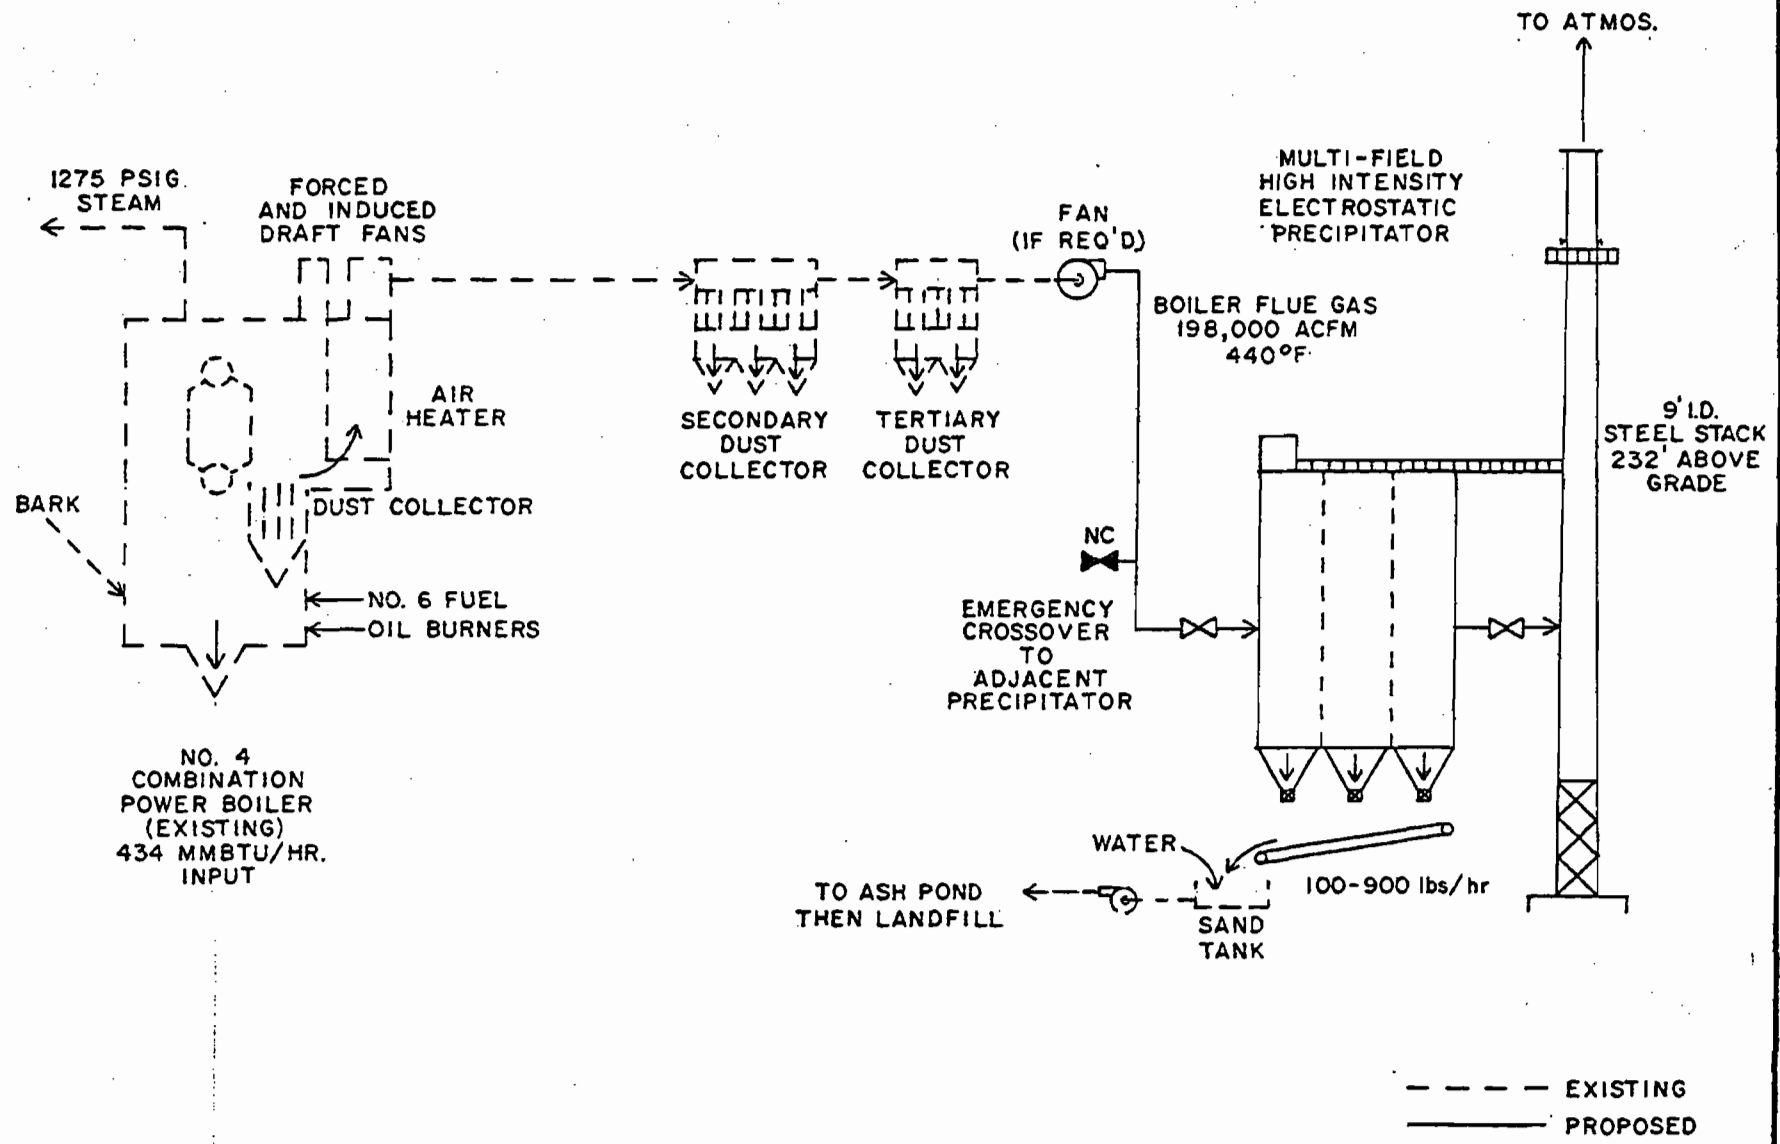 TO ATMOS.
1275 PSIG.
STEAM
FORCED
AND INDUCED
DRAFT FANS
FAN
(IF REQ'D)
MULTI-FIELD
HIGH INTENSITY
ELECTROSTATIC
PRECIPITATOR
BOILER FLUE GAS
198,000 ACFM
440°F
AIR
HEATER
SECONDARY
DUST
COLLECTOR
TERTIARY
DUST
COLLECTOR
9' I.D.
STEEL STACK
232' ABOVE
GRADE
BARK
DUST COLLECTOR
NC
NO. 6 FUEL
OIL BURNERS
EMERGENCY
CROSSOVER
TO
ADJACENT
PRECIPITATOR
NO. 4
COMBINATION
POWER BOILER
(EXISTING)
434 MMBTU/HR.
INPUT
WATER
100-900 lbs/hr
TO ASH POND
THEN LANDFILL
SAND
TANK
EXISTING
PROPOSED